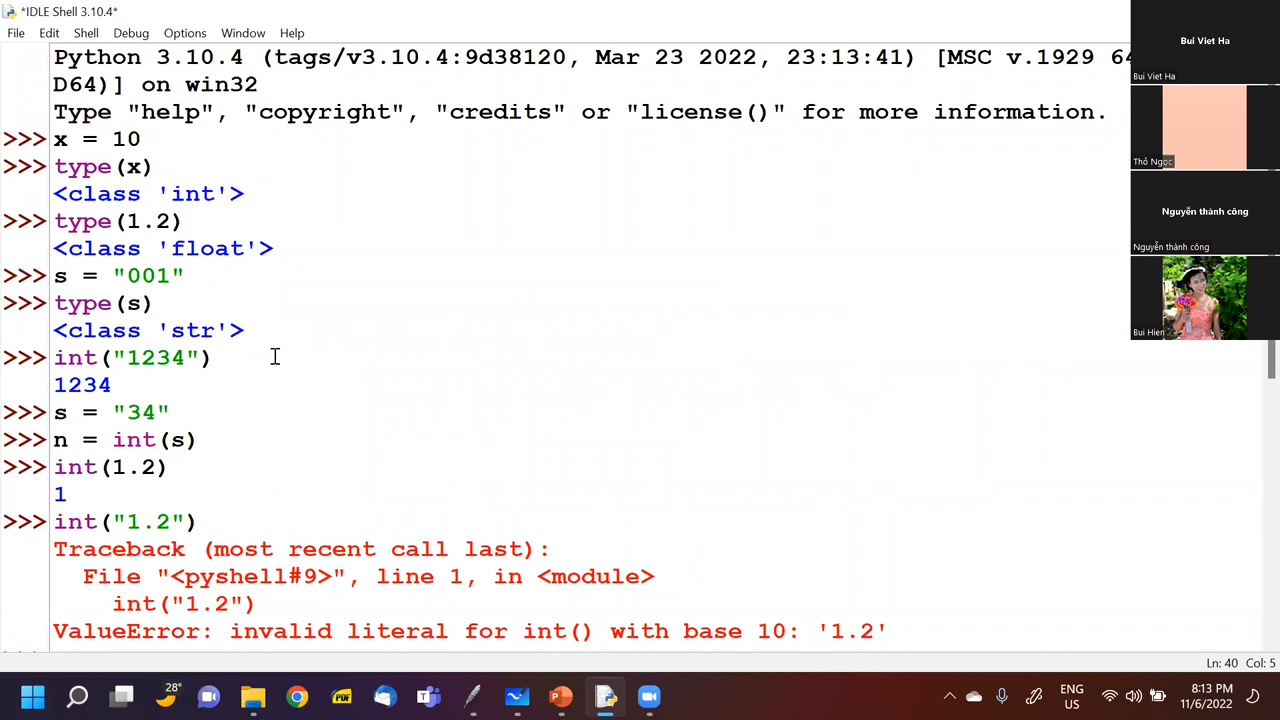 *IDLE Shell 3.10.4*
File Edit Shell Debug Options Window Help
Python 3.10.4 (tags/v3.10.4:9d38120, Mar 23 2022, 23:13:41) [MSC v.1929 64
D64)] on win32
Type "help", "copyright", "credits" or "license()" for more information.
>>> x = 10
>>> type(x)
<class 'int'>
>>> type(1.2)
<class 'float'>
>>> s = "001"
>>> type(s)
<class 'str'>
>>> int("1234")
1234
>>> s = "34"
>>> n = int(s)
>>> int(1.2)
1
>>> int("1.2")
Traceback (most recent call last):
File "<pyshell#9>", line 1, in <module>
int("1.2")
ValueError: invalid literal for int() with base 10: '1.2'
Bui Viet Ha
Bui Viet Ha
Thỏ Ngọc
Nguyễn thành công
Nguyễn thành công
Bui Hien
Ln: 40 Col: 5
28°
PDF
ENG
US
8:13 PM
11/6/2022